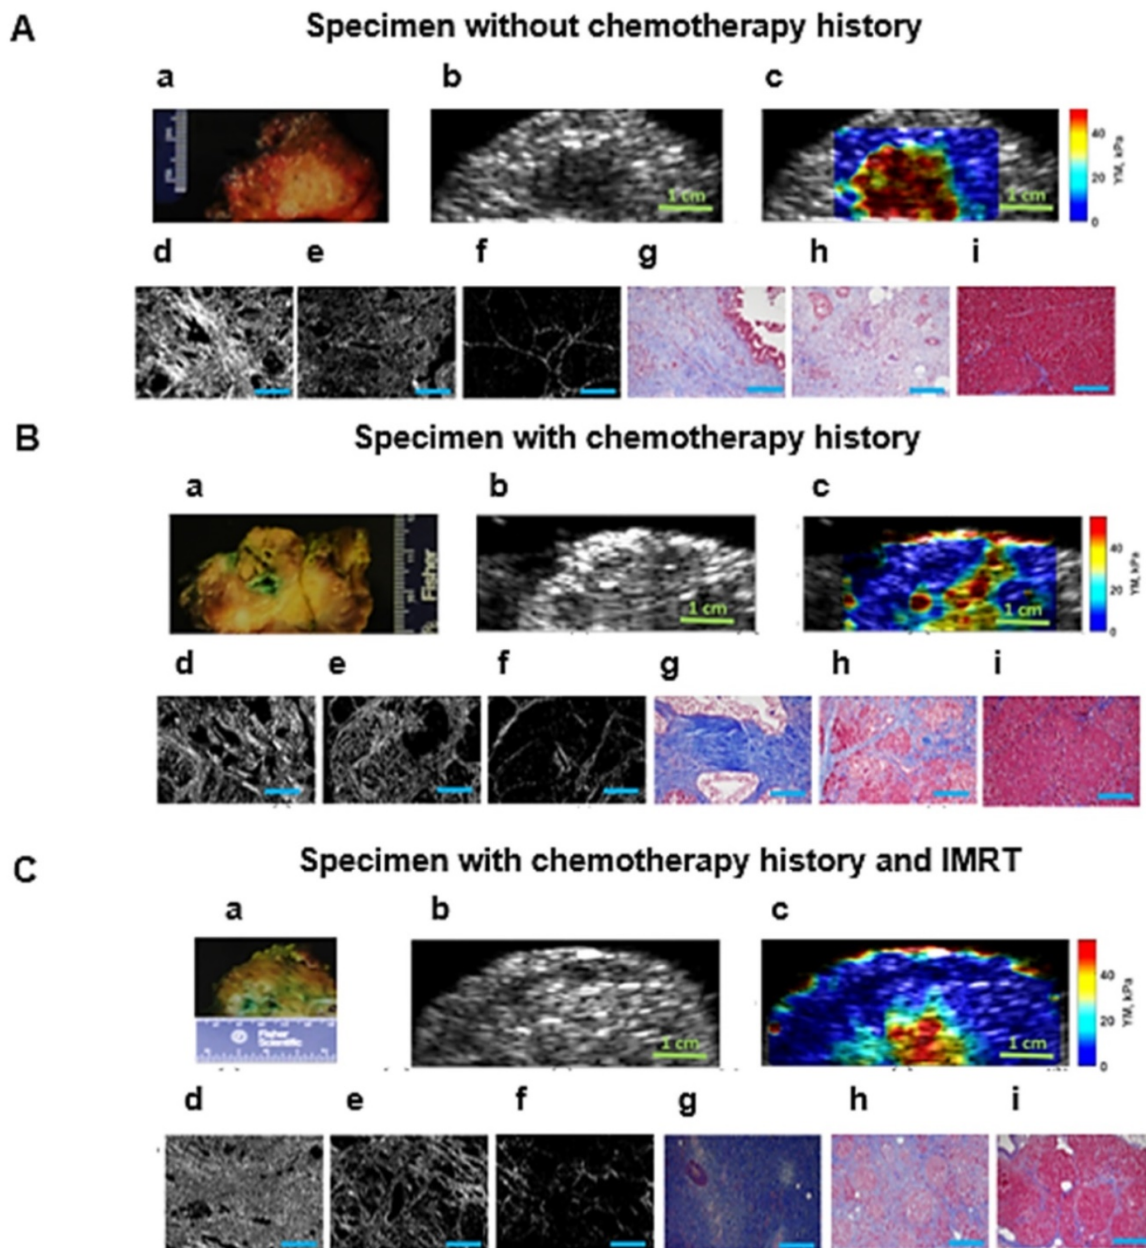 A
Specimen without chemotherapy history
a b c
1 cm
1 cm
40
20
0
YM, kPa
d e f g h i
B
Specimen with chemotherapy history
a b c
Fisher
1 cm
1 cm
40
20
0
YM, kPa
d e f g h i
C
Specimen with chemotherapy history and IMRT
a b c
Fisher
Scientific
1 cm
1 cm
40
20
0
YM, kPa
d e f g h i